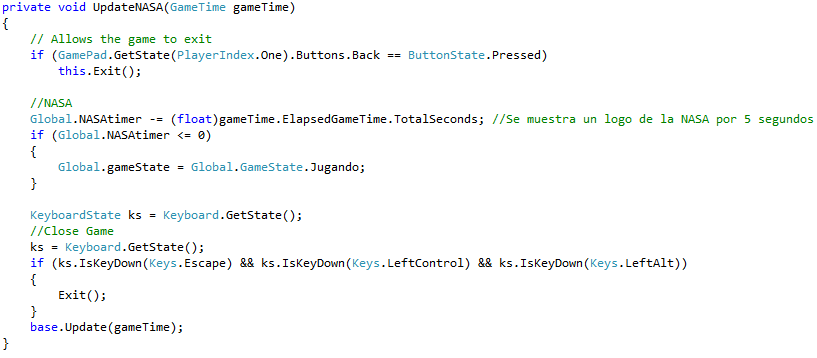 private void UpdateNASA(GameTime gameTime)
{
// Allows the game to exit
if (GamePad.GetState(PlayerIndex.One).Buttons.Back == ButtonState.Pressed)
this.Exit();
//NASA
Global.NASAtimer -= (float)gameTime.ElapsedGameTime.TotalSeconds; //Se muestra un logo de la NASA por 5 segundos
if (Global.NASAtimer <= 0)
{
Global.gameState = Global.GameState.Jugando;
}
KeyboardState ks = Keyboard.GetState();
//Close Game
ks = Keyboard.GetState();
if (ks.IsKeyDown(Keys.Escape) && ks.IsKeyDown(Keys.LeftControl) && ks.IsKeyDown(Keys.LeftAlt))
{
Exit();
}
base.Update(gameTime);
}